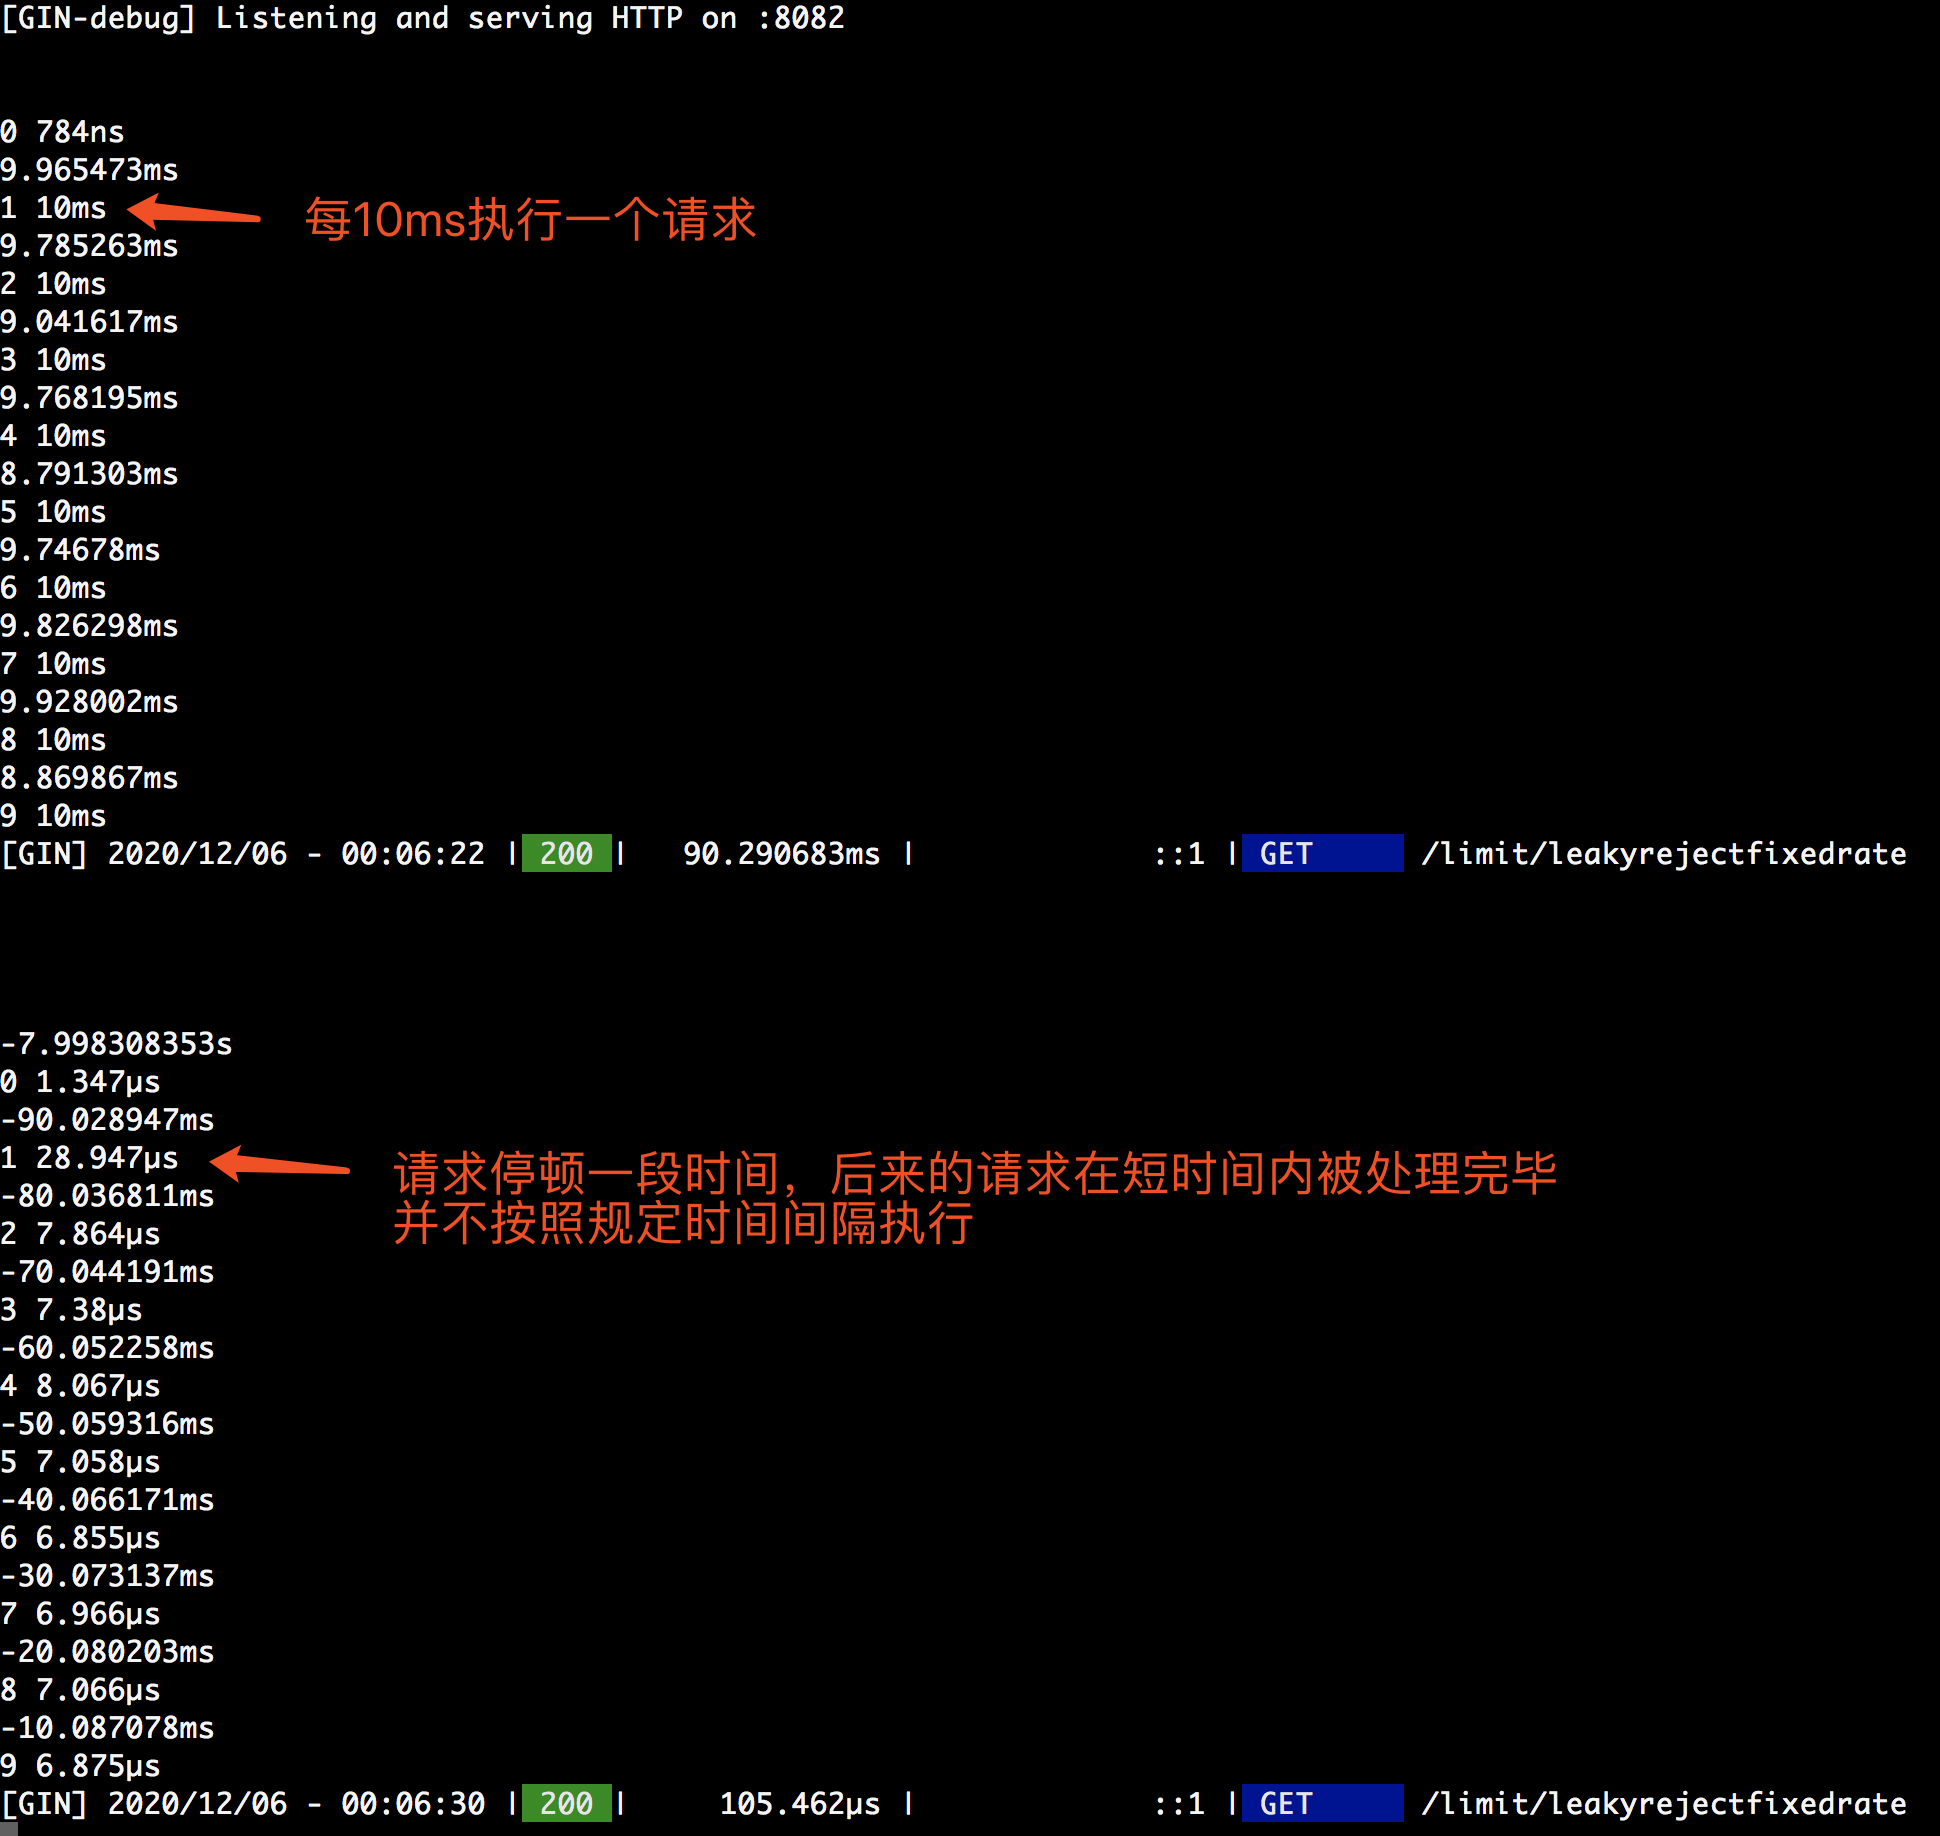 [GIN-debug] Listening and serving HTTP on :8082
0 784ns
9.965473ms
1 10ms
每10ms执行一个请求
9.785263ms
2 10ms
9.041617ms
3 10ms
9.768195ms
4 10ms
8.791303ms
5 10ms
9.74678ms
6 10ms
9.826298ms
7 10ms
9.928002ms
8 10ms
8.869867ms
9 10ms
[GIN] 2020/12/06 - 00:06:22 | 200 | 90.290683ms | ::1 | GET /limit/leakyrejectfixedrate
-7.998308353s
0 1.347µs
-90.028947ms
1 28.947µs
请求停顿一段时间，后来的请求在短时间内被处理完毕
并不按照规定时间间隔执行
-80.036811ms
2 7.864µs
-70.044191ms
3 7.38µs
-60.052258ms
4 8.067µs
-50.059316ms
5 7.058µs
-40.066171ms
6 6.855µs
-30.073137ms
7 6.966µs
-20.080203ms
8 7.066µs
-10.087078ms
9 6.875µs
[GIN] 2020/12/06 - 00:06:30 | 200 | 105.462µs | ::1 | GET /limit/leakyrejectfixedrate